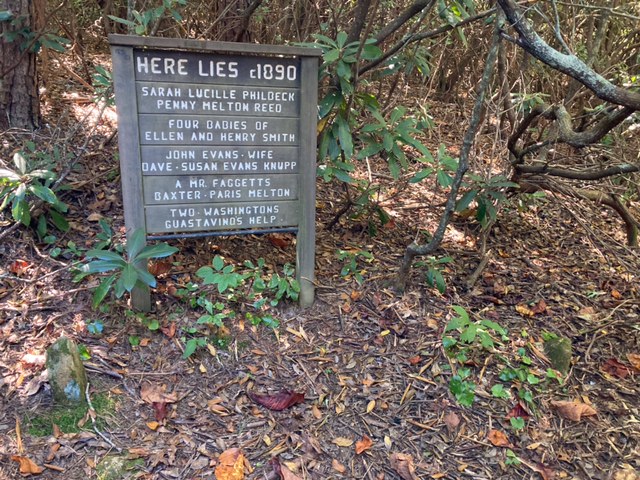 HERE LIES c1890
SARAH LUCILLE PHILDECK
PENNY MELTON REED
FOUR BABIES OF
ELLEN AND HENRY SMITH
JOHN EVANS · WIFE
DAVE · SUSAN EVANS KNUPP
A MR. FAGGETTS
BAXTER · PARIS MELTON
TWO · WASHINGTONS
GUASTAVINOS HELP.